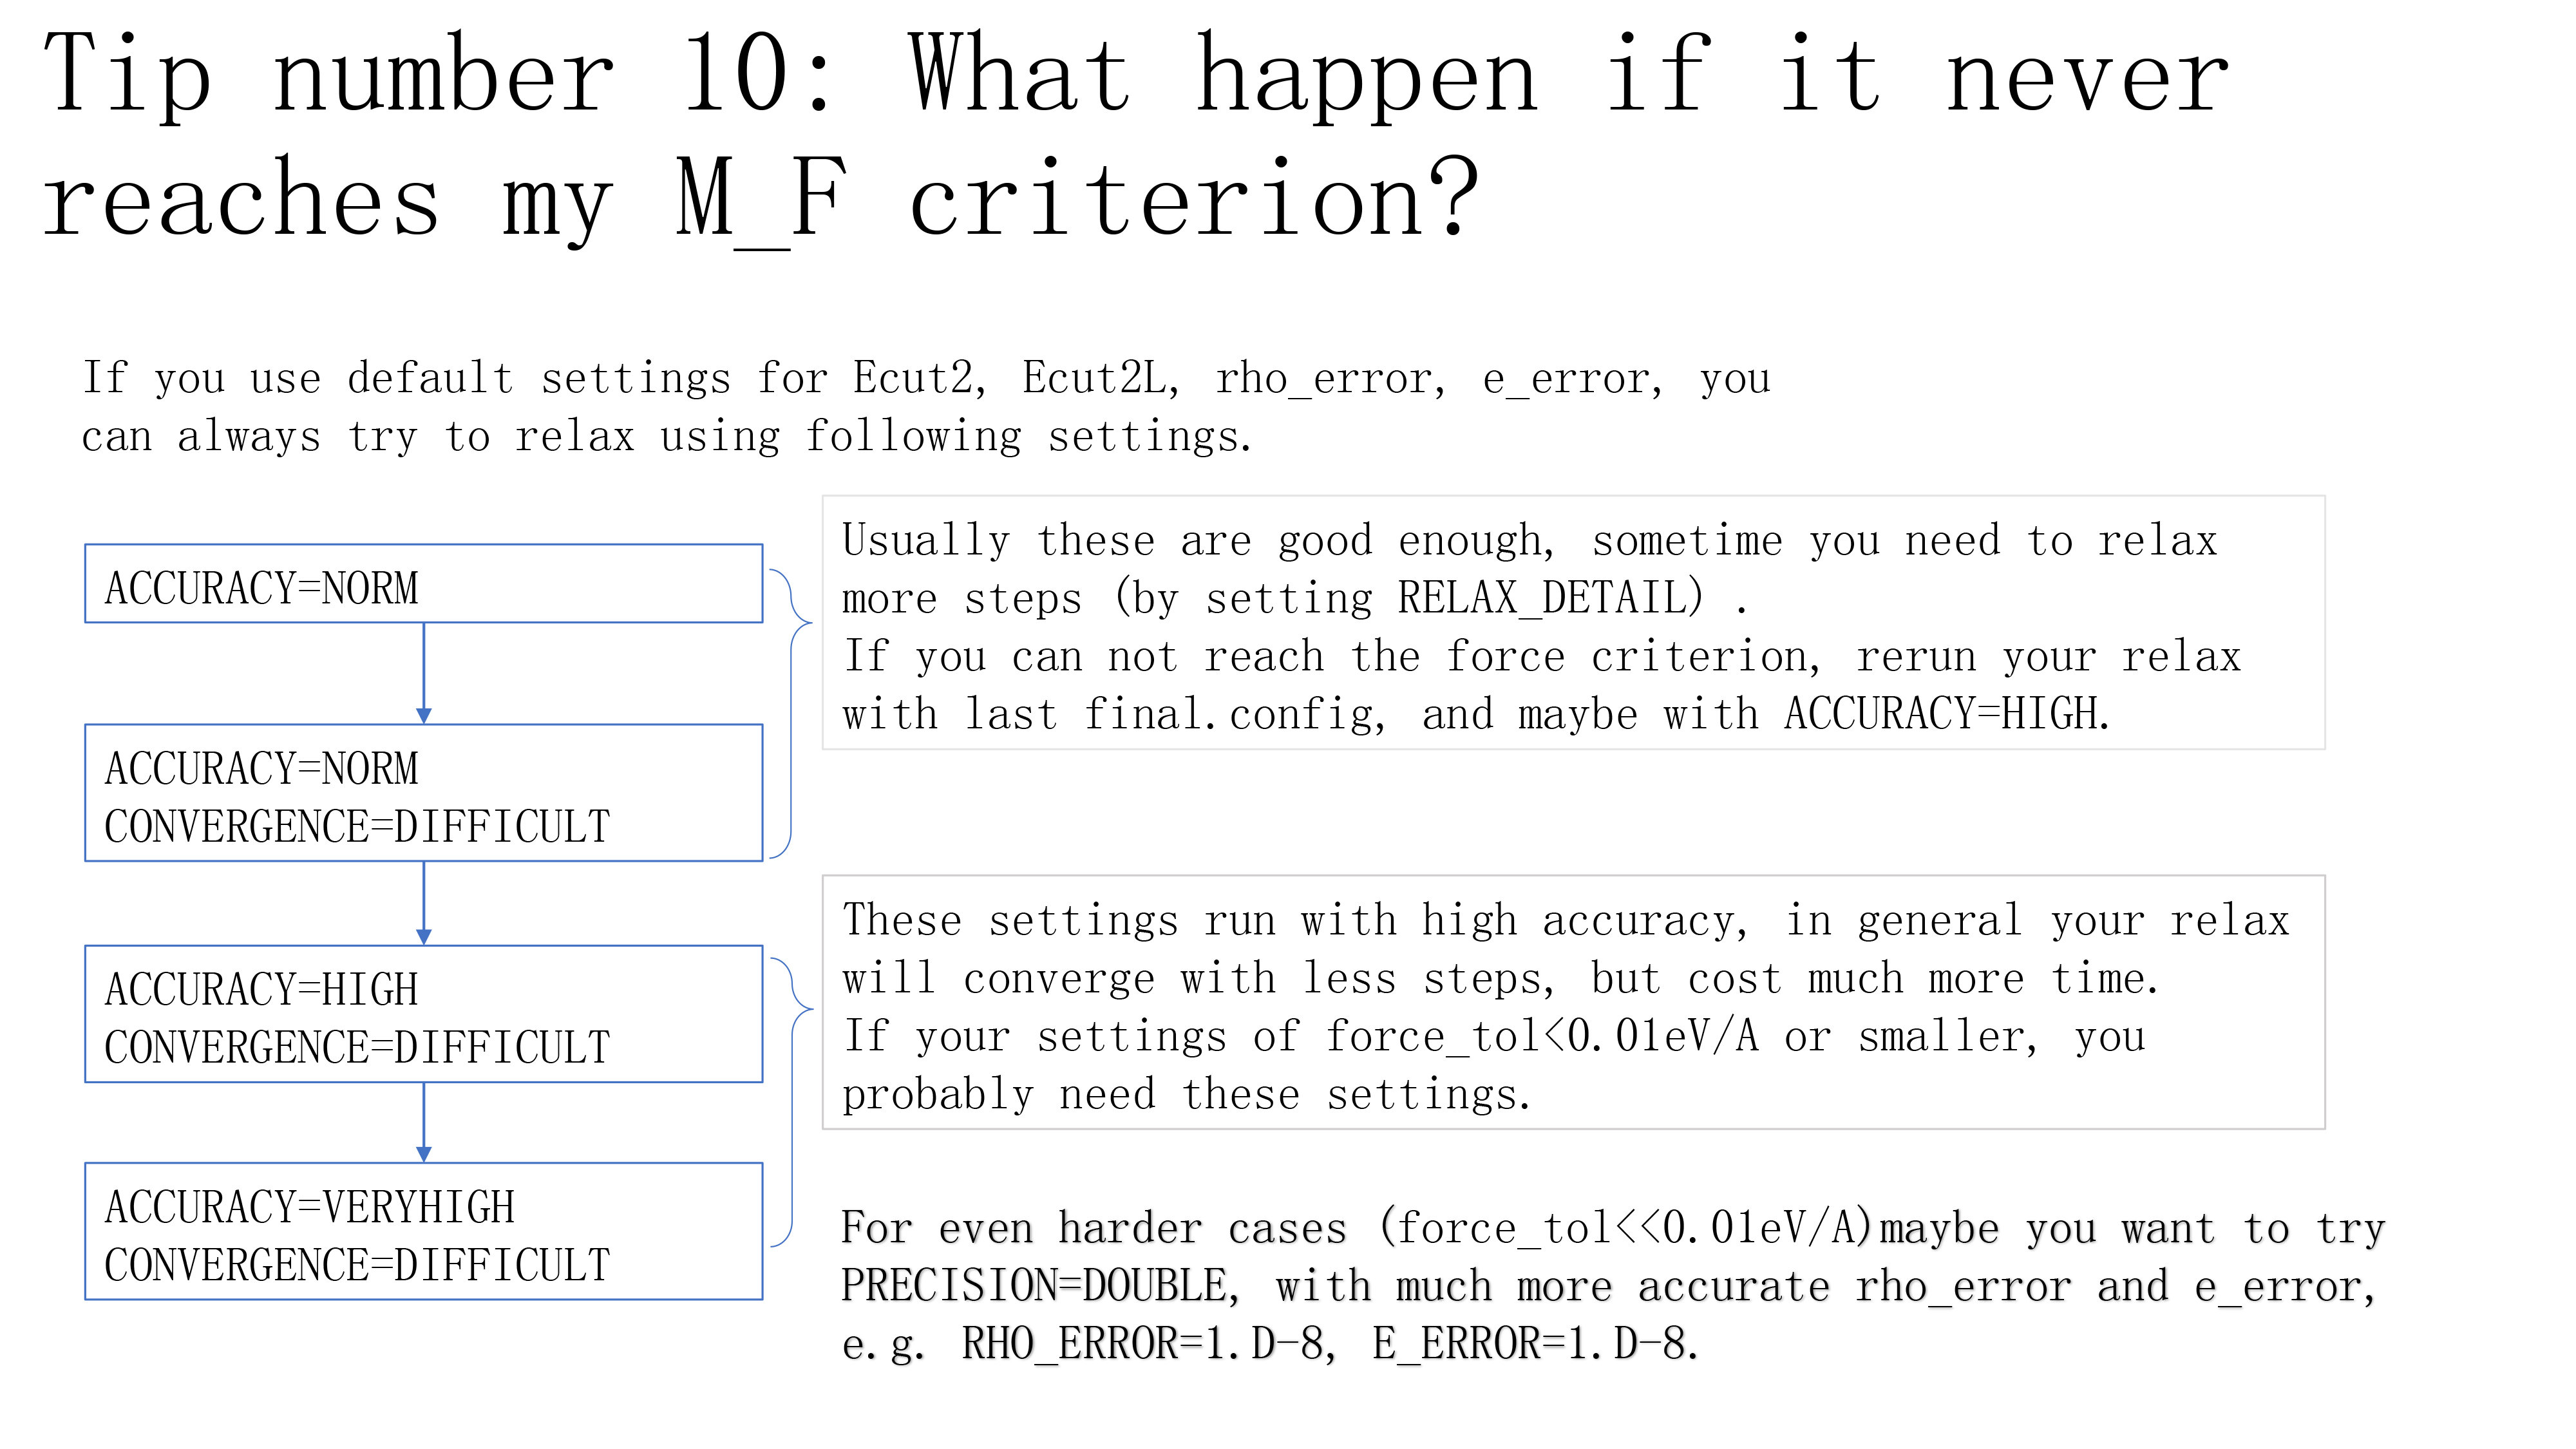 Tip number 10: What happen if it never
reaches my M_F criterion?
If you use default settings for Ecut2, Ecut2L, rho_error, e_error, you
can always try to relax using following settings.
ACCURACY=NORM
ACCURACY=NORM
CONVERGENCE=DIFFICULT
ACCURACY=HIGH
CONVERGENCE=DIFFICULT
ACCURACY=VERYHIGH
CONVERGENCE=DIFFICULT
Usually these are good enough, sometime you need to relax
more steps (by setting RELAX_DETAIL) .
If you can not reach the force criterion, rerun your relax
with last final.config, and maybe with ACCURACY=HIGH.
These settings run with high accuracy, in general your relax
will converge with less steps, but cost much more time.
If your settings of force_tol<0.01eV/A or smaller, you
probably need these settings.
For even harder cases (force_tol<<0.01eV/A)maybe you want to try
PRECISION=DOUBLE, with much more accurate rho_error and e_error,
e.g. RHO_ERROR=1.D-8, E_ERROR=1.D-8.